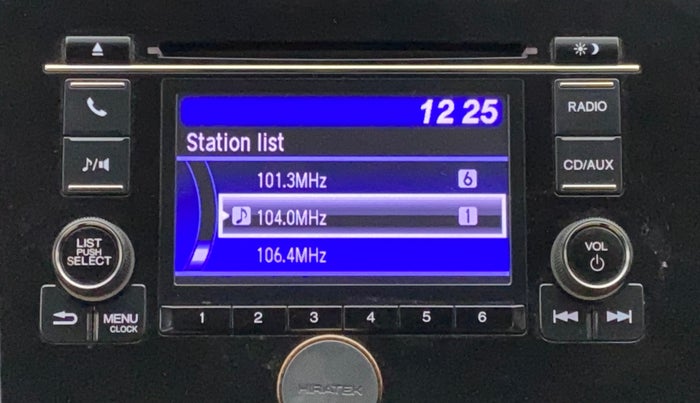 12 25
RADIO
Station list
101.3MHz 6
CD/AUX
104.0MHz 1
LIST
PUSH
SELECT
VOL
106.4MHz
MENU
CLOCK
1 2 3 4 5 6
HIRATEK